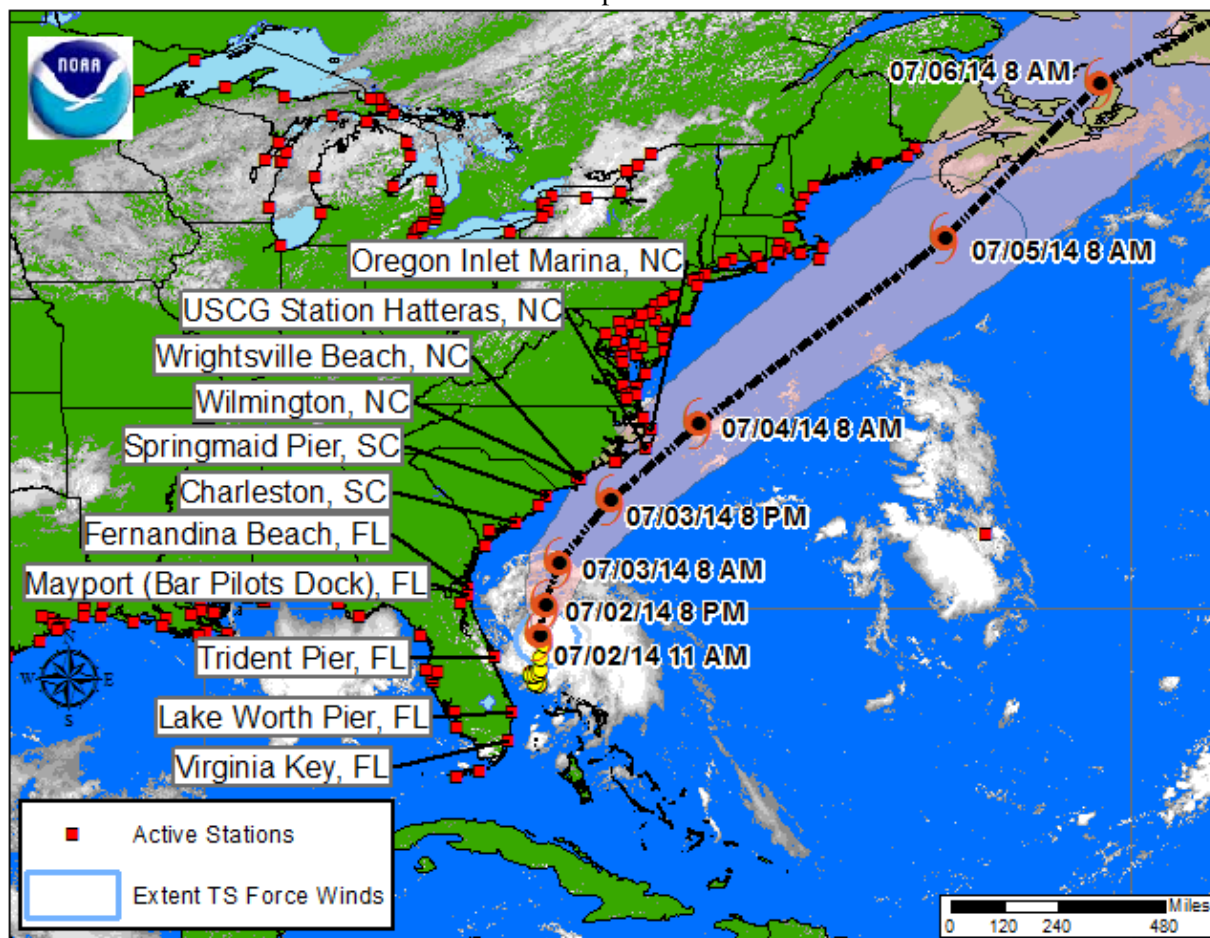 NOAA
07/06/14 8 AM
07/05/14 8 AM
Oregon Inlet Marina, NC
USCG Station Hatteras, NC
Wrightsville Beach, NC
Wilmington, NC
07/04/14 8 AM
Springmaid Pier, SC
Charleston, SC
07/03/14 8 PM
Fernandina Beach, FL
07/03/14 8 AM
Mayport (Bar Pilots Dock), FL
07/02/14 8 PM
Trident Pier, FL
07/02/14 11 AM
Lake Worth Pier, FL
Virginia Key, FL
N
W
E
S
Active Stations
Extent TS Force Winds
Miles
0 120 240 480